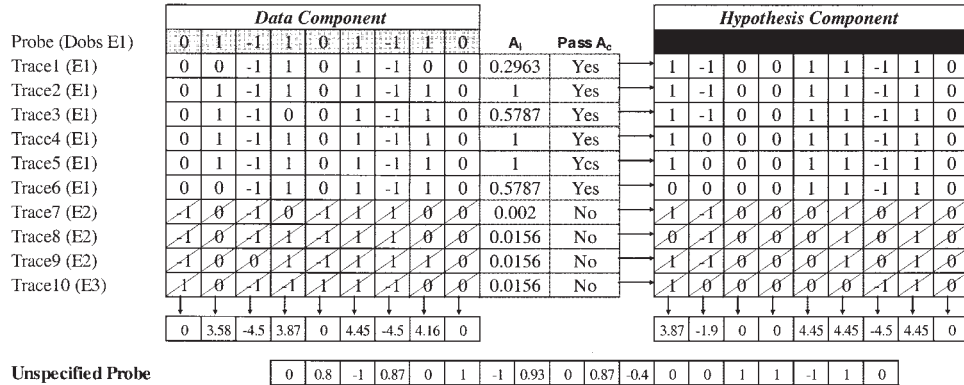 Data Component Hypothesis Component
Probe (Dobs E1) 0 1 -1 1 0 1 -1 1 0 Ai Pass Ac
Trace1 (E1) 0 0 -1 1 0 1 -1 0 0 0.2963 Yes 1 -1 0 0 1 1 -1 1 0
Trace2 (E1) 0 1 -1 1 0 1 -1 1 0 1 Yes 1 -1 0 0 1 1 -1 1 0
Trace3 (E1) 0 1 -1 0 0 1 -1 1 0 0.5787 Yes 1 -1 0 0 1 1 -1 1 0
Trace4 (E1) 0 1 -1 1 0 1 -1 1 0 1 Yes 1 0 0 0 1 1 -1 1 0
Trace5 (E1) 0 1 -1 1 0 1 -1 1 0 1 Yes 1 0 0 0 1 1 -1 1 0
Trace6 (E1) 0 0 -1 1 0 1 -1 1 0 0.5787 Yes 0 0 0 0 1 1 -1 1 0
Trace7 (E2) -1 0 -1 0 -1 1 1 0 0 0.002 No 1 -1 0 0 0 1 0 1 0
Trace8 (E2) -1 0 -1 1 -1 1 1 0 0 0.0156 No 0 -1 0 0 0 1 0 1 0
Trace9 (E2) -1 0 0 1 -1 1 1 1 0 0.0156 No 1 -1 0 0 0 1 0 1 0
Trace10 (E3) 1 0 -1 -1 1 1 -1 0 0 0.0156 No 1 0 0 0 0 0 -1 1 0
0 3.58 -4.5 3.87 0 4.45 -4.5 4.16 0 3.87 -1.9 0 0 4.45 4.45 -4.5 4.45 0
Unspecified Probe 0 0.8 -1 0.87 0 1 -1 0.93 0 0.87 -0.4 0 0 1 1 -1 1 0